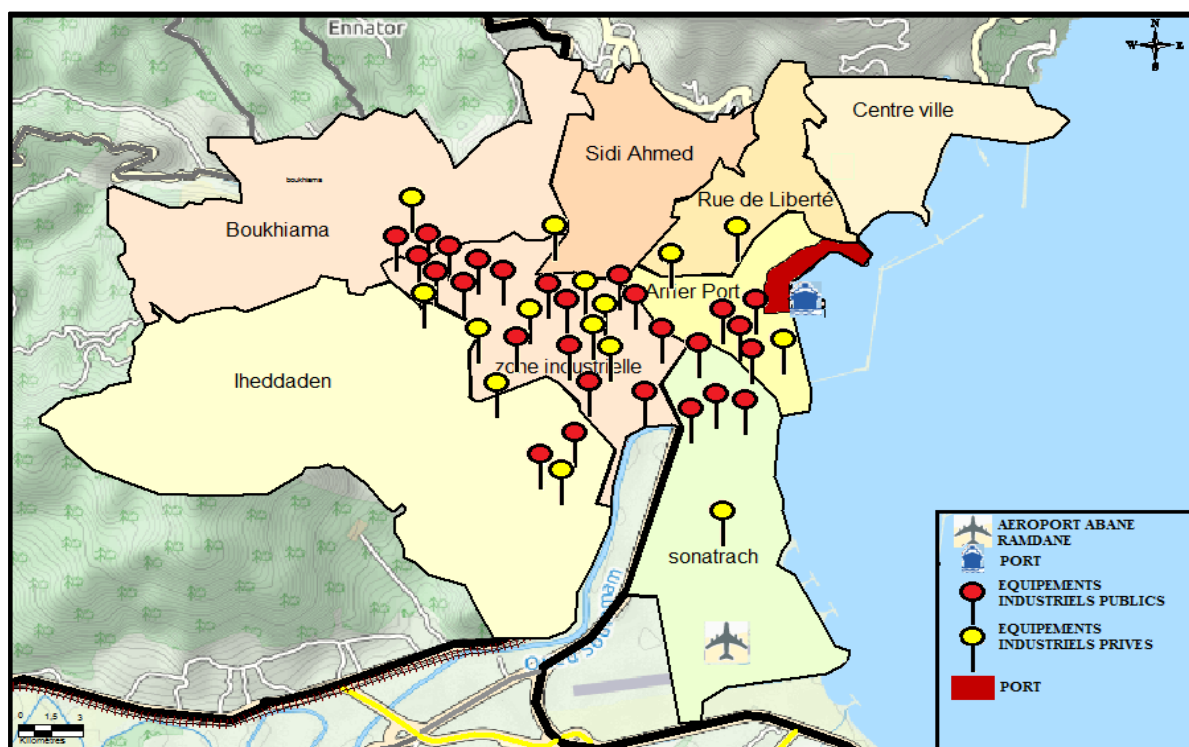 Ennator
N
W E
S
Centre ville
Sidi Ahmed
boukhiama
Rue de Liberté
Boukhiama
Arrier Port
zone industrielle
Iheddaden
sonatrach
AEROPORT ABANE
RAMDANE
PORT
EQUIPEMENTS
INDUSTRIELS PUBLICS
EQUIPEMENTS
INDUSTRIELS PRIVES
PORT
0 1,5 3
Kilomètres